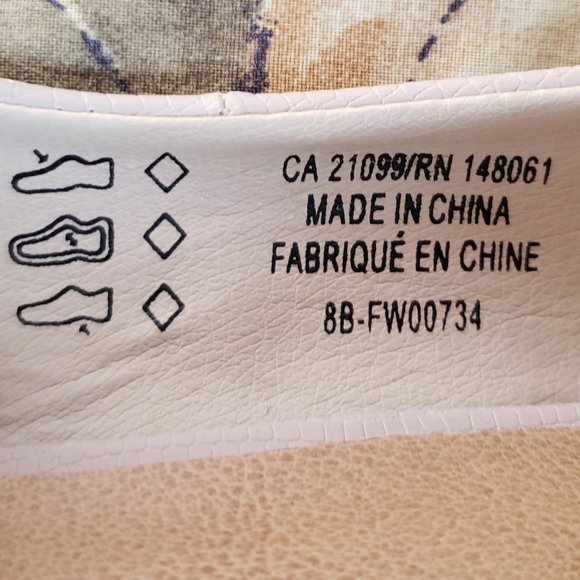 CA 21099/RN 148061
MADE IN CHINA
FABRIQUÉ EN CHINE
8B-FW00734